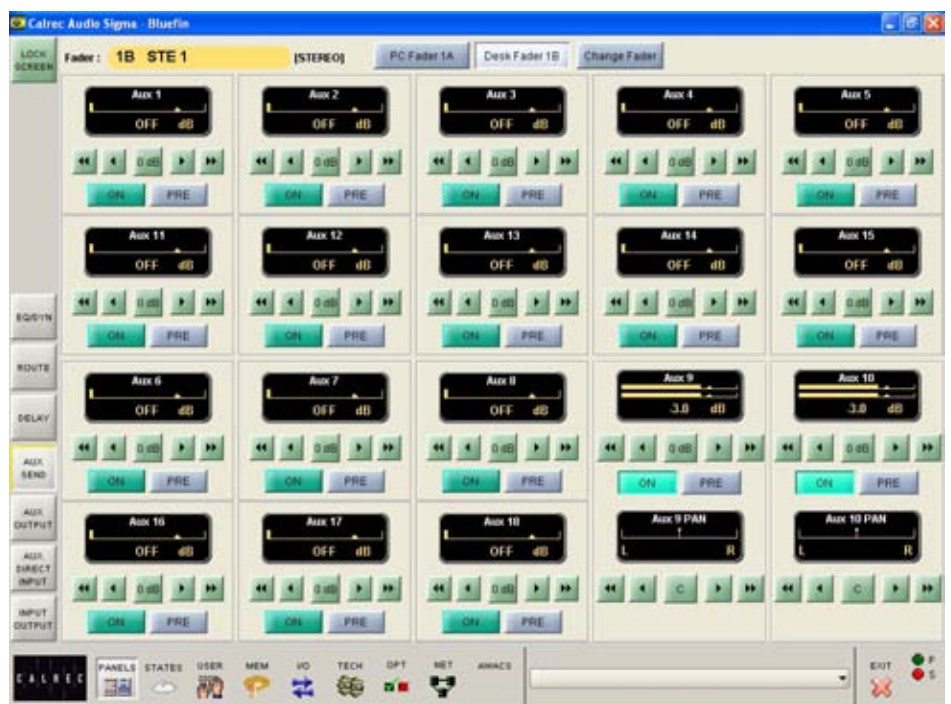 Calrec Audio Sigma - Bluefin
LOCK SCREEN
Fader : 1B STE 1 [STEREO] PC Fader 1A Desk Fader 1B Change Fader
Aux 1 Aux 2 Aux 3 Aux 4 Aux 5
OFF dB OFF dB OFF dB OFF dB OFF dB
0 dB 0 dB 0 dB 0 dB 0 dB
ON PRE ON PRE ON PRE ON PRE ON PRE
Aux 11 Aux 12 Aux 13 Aux 14 Aux 15
OFF dB OFF dB OFF dB OFF dB OFF dB
0 dB 0 dB 0 dB 0 dB 0 dB
ON PRE ON PRE ON PRE ON PRE ON PRE
Aux 6 Aux 7 Aux 8 Aux 9 Aux 10
OFF dB OFF dB OFF dB -3.0 dB -3.0 dB
0 dB 0 dB 0 dB 0 dB 0 dB
ON PRE ON PRE ON PRE ON PRE ON PRE
Aux 16 Aux 17 Aux 18 Aux 9 PAN Aux 10 PAN
OFF dB OFF dB OFF dB L R L R
0 dB 0 dB 0 dB C C
ON PRE ON PRE ON PRE
EQ/DYN
ROUTE
DELAY
AUX SEND
AUX OUTPUT
AUX DIRECT INPUT
INPUT OUTPUT
CALREC PANELS STATES USER MEM I/O TECH OPT NET AWACS EXIT P
S